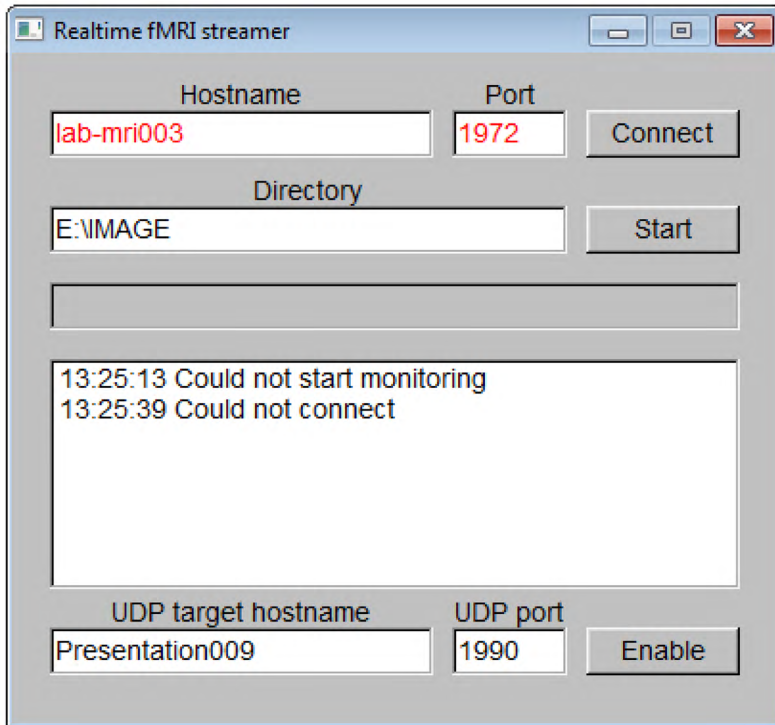 Realtime fMRI streamer
Hostname Port
lab-mri003 1972 Connect
Directory
E:\IMAGE Start
13:25:13 Could not start monitoring
13:25:39 Could not connect
UDP target hostname UDP port
Presentation009 1990 Enable